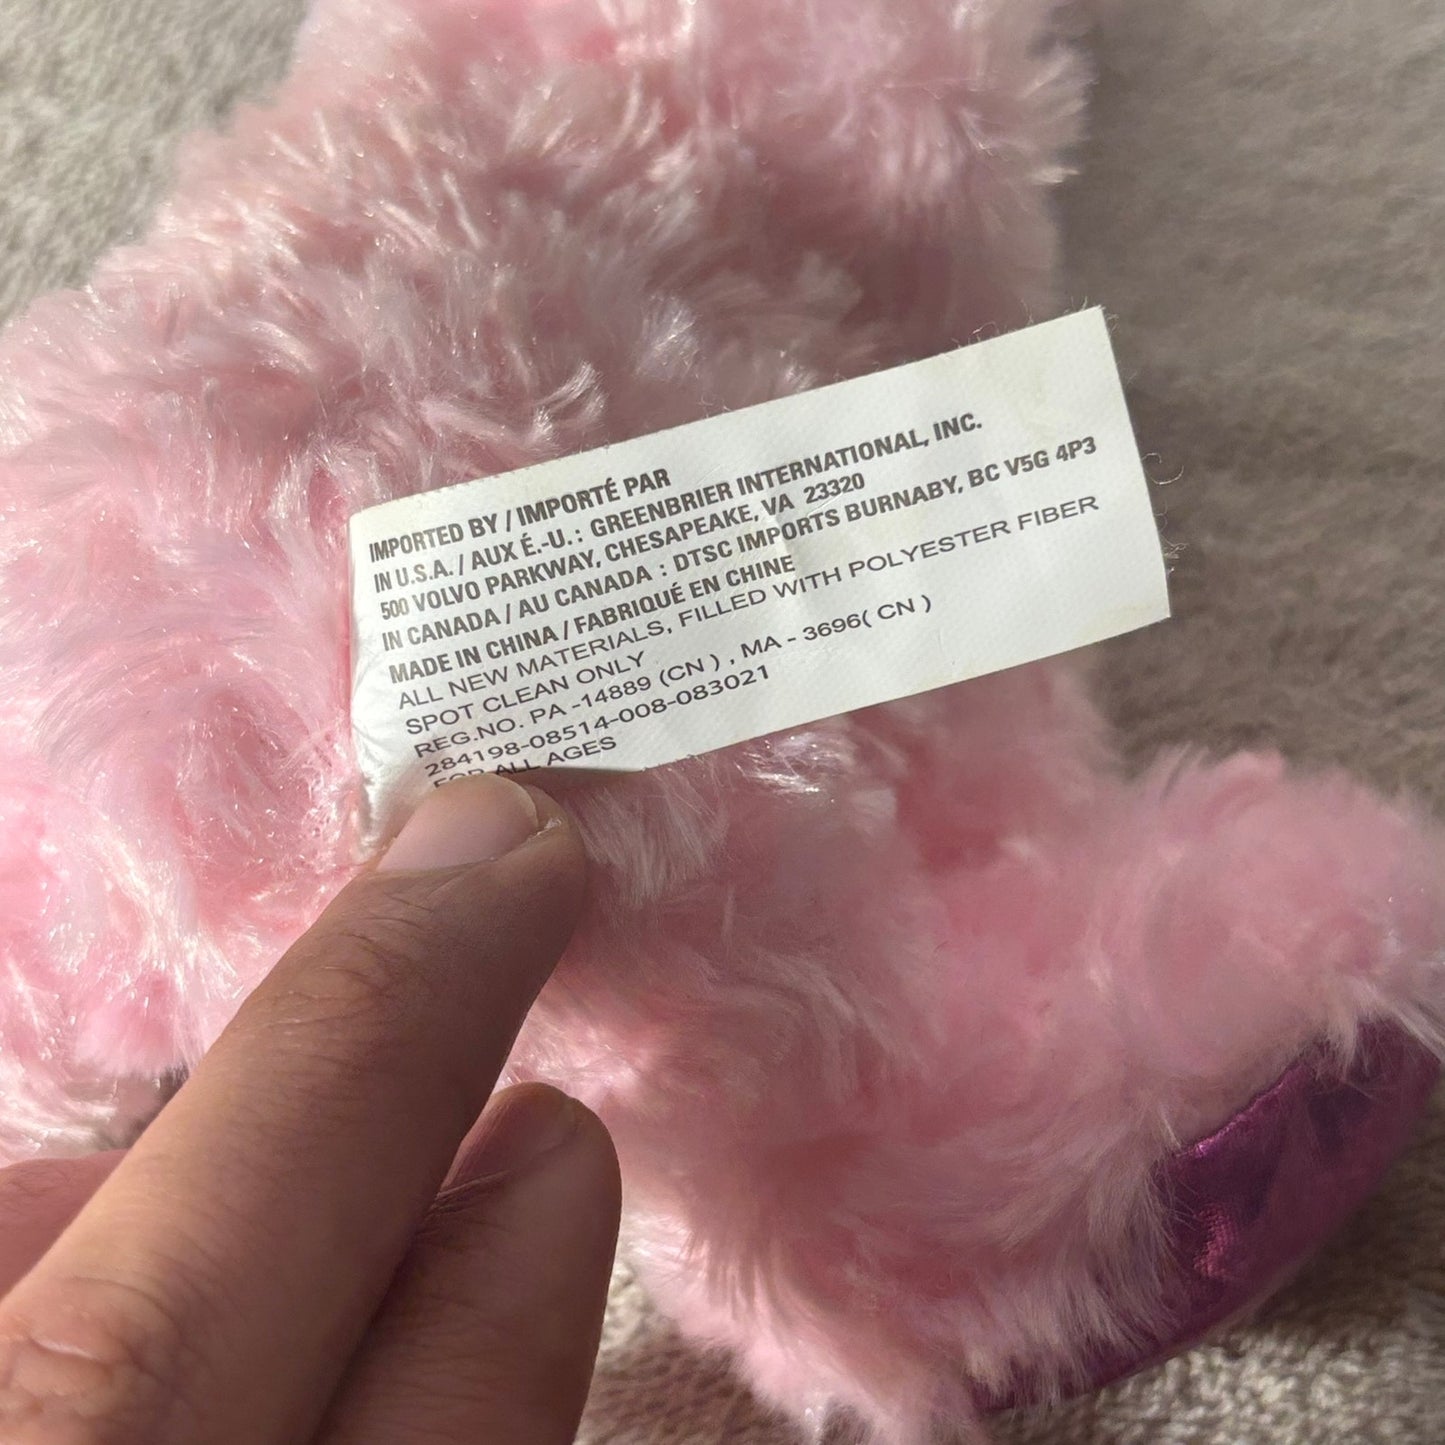 IMPORTED BY / IMPORTÉ PAR
IN U.S.A. / AUX É.-U.: GREENBRIER INTERNATIONAL, INC.
500 VOLVO PARKWAY, CHESAPEAKE, VA 23320
IN CANADA / AU CANADA : DTSC IMPORTS BURNABY, BC V5G 4P3
MADE IN CHINA / FABRIQUÉ EN CHINE
ALL NEW MATERIALS, FILLED WITH POLYESTER FIBER
SPOT CLEAN ONLY
REG.NO. PA -14889 (CN ) , MA - 3696( CN )
284198-08514-008-083021
FOR ALL AGES